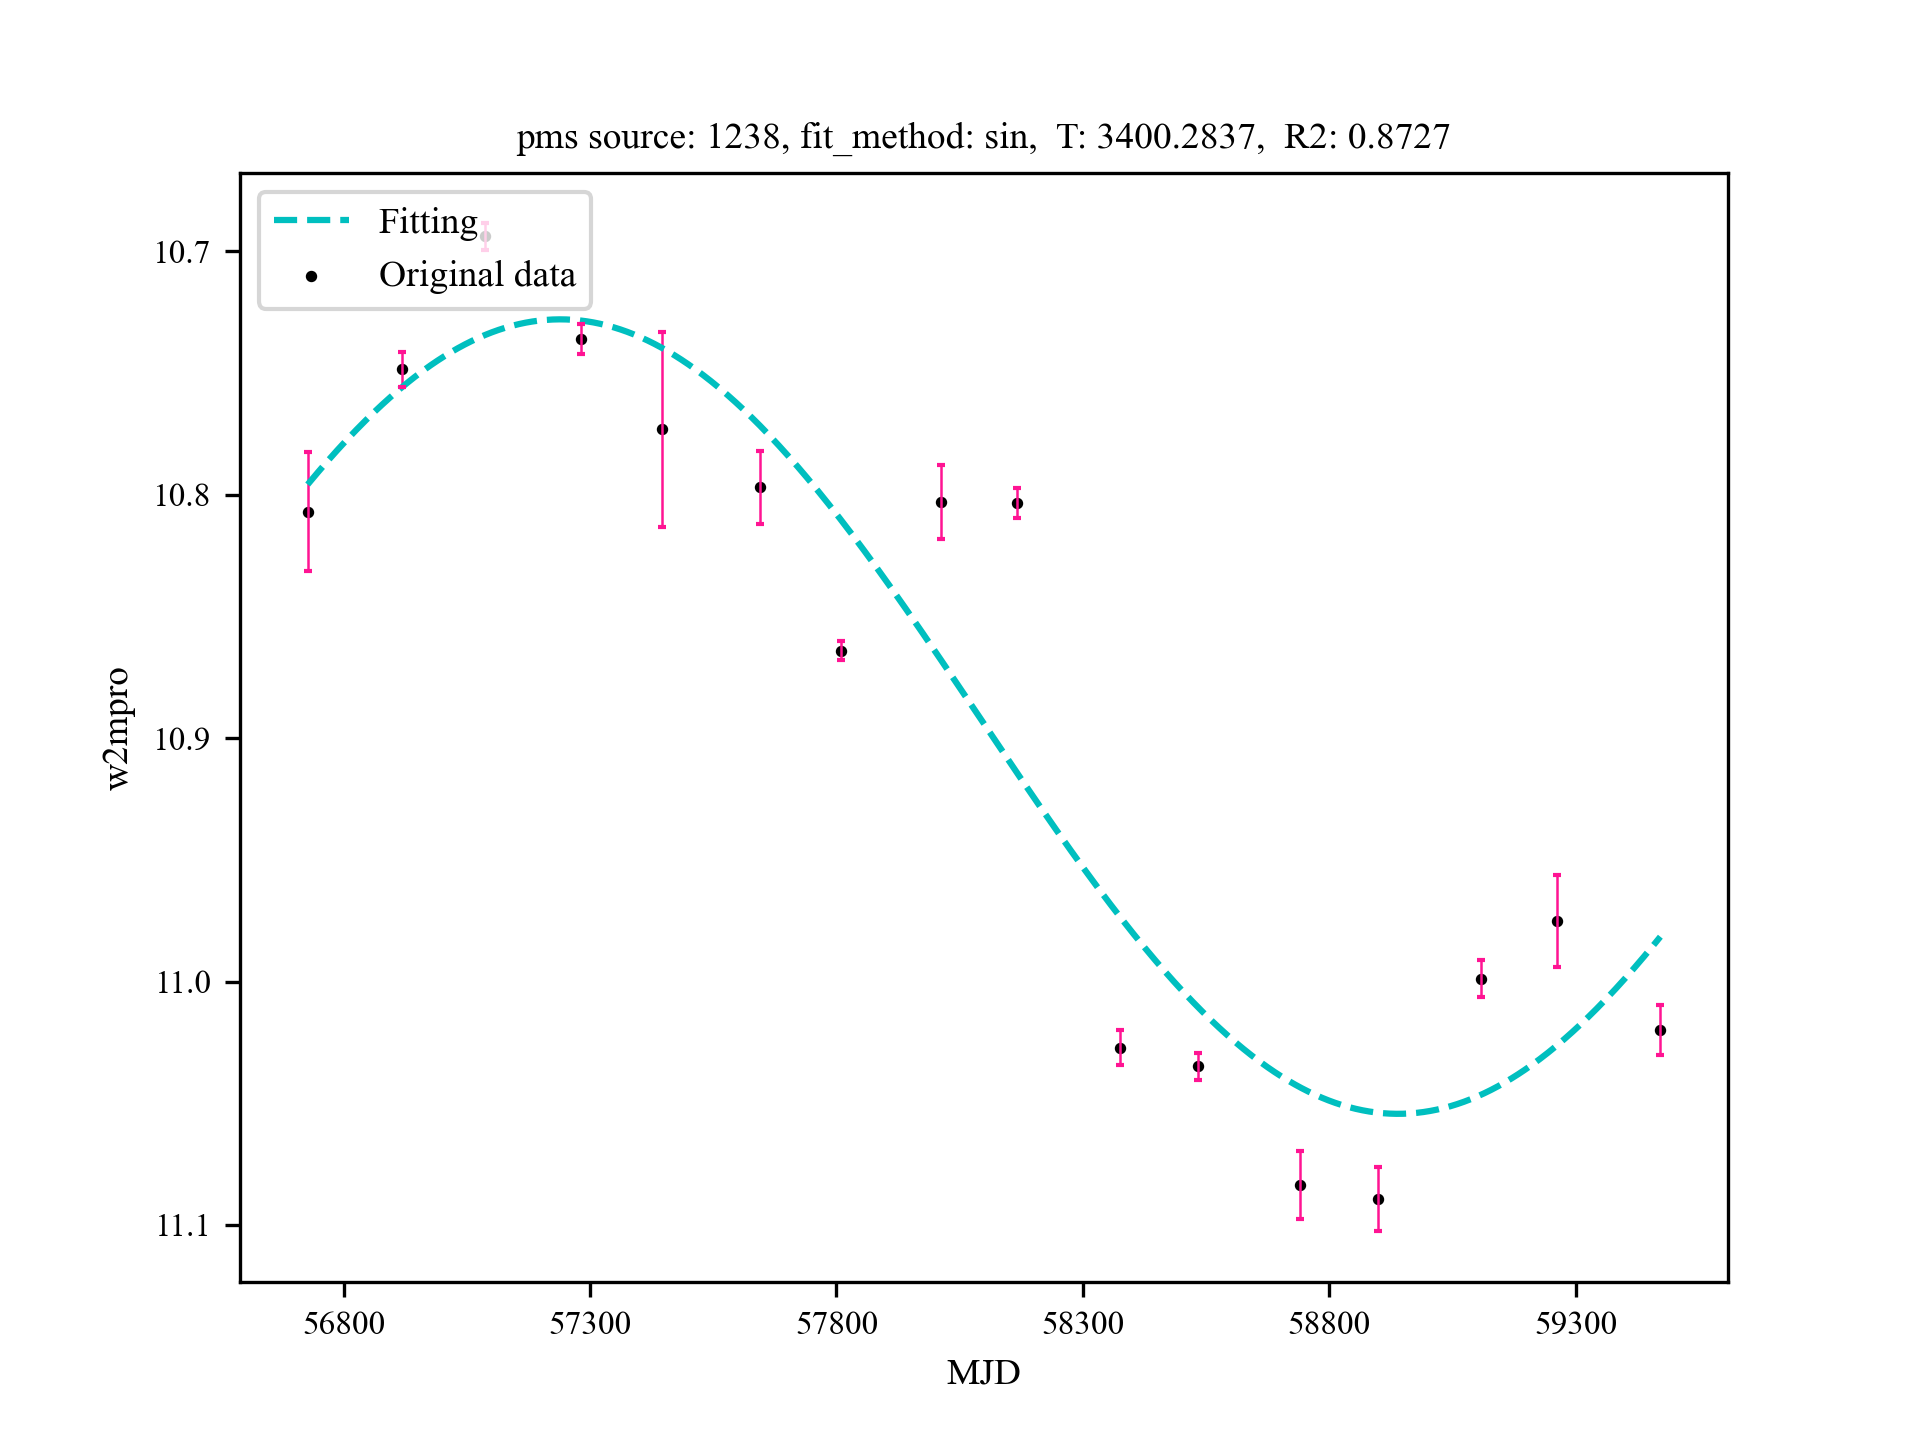 pms source: 1238, fit_method: sin,  T: 3400.2837,  R2: 0.8727
Fitting
Original data
10.7
10.8
10.9
11.0
11.1
w2mpro
56800 57300 57800 58300 58800 59300
MJD